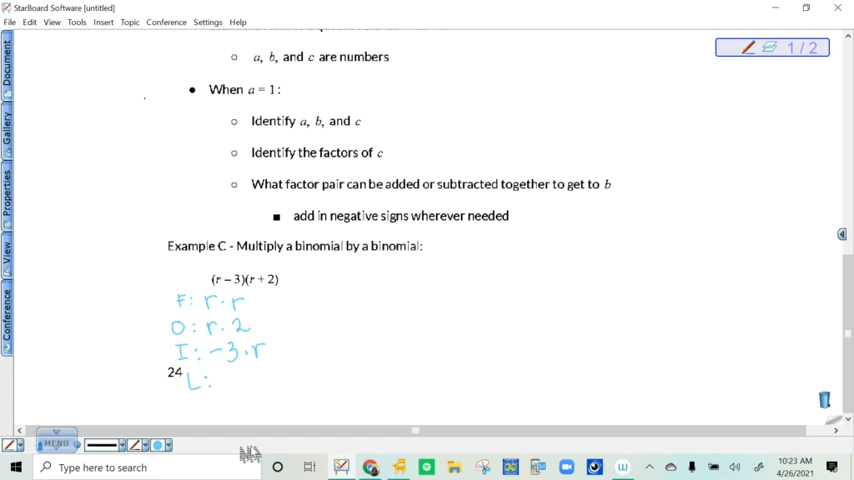 StarBoard Software [untitled]
File Edit View Tools Insert Topic Conference Settings Help
1/2
Document
Gallery
Properties
View
Conference
○ a, b, and c are numbers
● When a = 1:
○ Identify a, b, and c
○ Identify the factors of c
○ What factor pair can be added or subtracted together to get to b
■ add in negative signs wherever needed
Example C - Multiply a binomial by a binomial:
(r – 3)(r + 2)
F: r · r
O: r · 2
I: -3 · r
24
L:
MENU
Type here to search
10:23 AM
4/26/2021